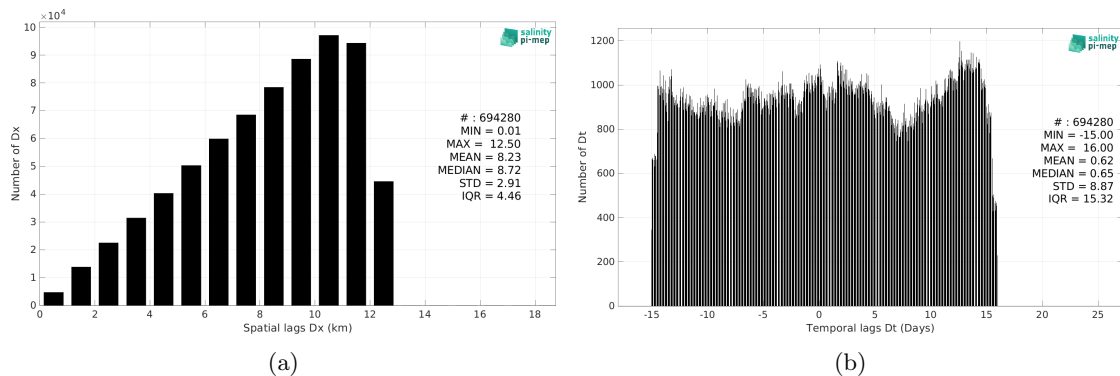 ×10⁴
10
9
8
7
6
5
4
3
2
1
0
Number of Dx
0 2 4 6 8 10 12 14 16 18
Spatial lags Dx (km)
salinity
pi-mep
# : 694280
MIN = 0.01
MAX = 12.50
MEAN = 8.23
MEDIAN = 8.72
STD = 2.91
IQR = 4.46
(a)
1200
1000
800
600
400
200
0
Number of Dt
-15 -10 -5 0 5 10 15 20 25
Temporal lags Dt (Days)
salinity
pi-mep
# : 694280
MIN = -15.00
MAX = 16.00
MEAN = 0.62
MEDIAN = 0.65
STD = 8.87
IQR = 15.32
(b)